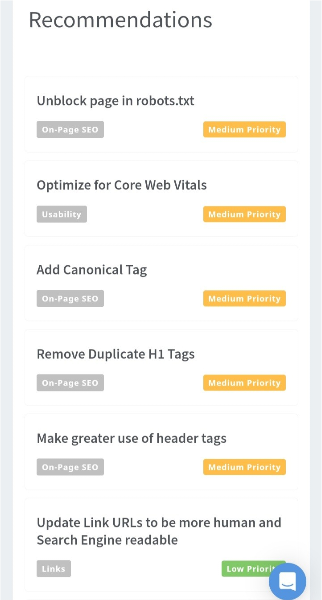 Recommendations
Unblock page in robots.txt
On-Page SEO Medium Priority
Optimize for Core Web Vitals
Usability Medium Priority
Add Canonical Tag
On-Page SEO Medium Priority
Remove Duplicate H1 Tags
On-Page SEO Medium Priority
Make greater use of header tags
On-Page SEO Medium Priority
Update Link URLs to be more human and
Search Engine readable
Links Low Priority